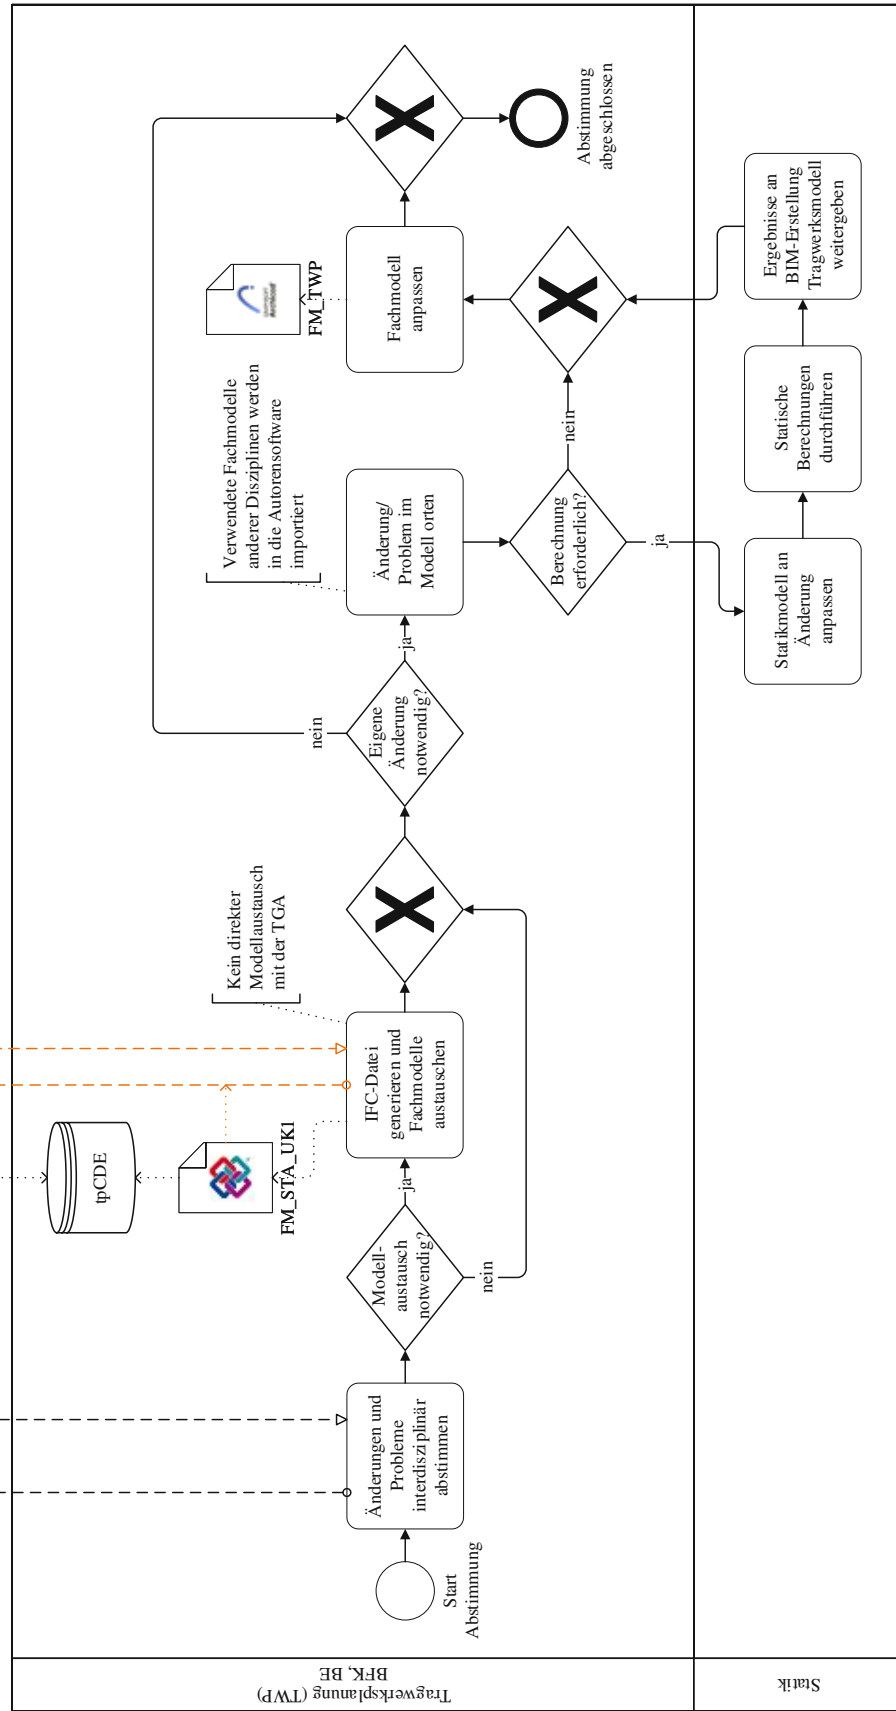 Tragwerksplanung (TWP)
BFK, BE
Statik
Start
Abstimmung
Änderungen und
Probleme
interdisziplinär
abstimmen
Modell-
austausch
notwendig?
ja
nein
tpCDE
FM_STA_UK1
IFC-Datei
generieren und
Fachmodelle
austauschen
Kein direkter
Modellaustausch
mit der TGA
X
Eigene
Änderung
notwendig?
nein
ja
Verwendete Fachmodelle
anderer Disziplinen werden
in die Autorensoftware
importiert
Änderung/
Problem im
Modell orten
Berechnung
erforderlich?
nein
ja
Statikmodell an
Änderung
anpassen
Statische
Berechnungen
durchführen
Ergebnisse an
BIM-Erstellung
Tragwerksmodell
weitergeben
X
Fachmodell
anpassen
FM_TWP
X
Abstimmung
abgeschlossen